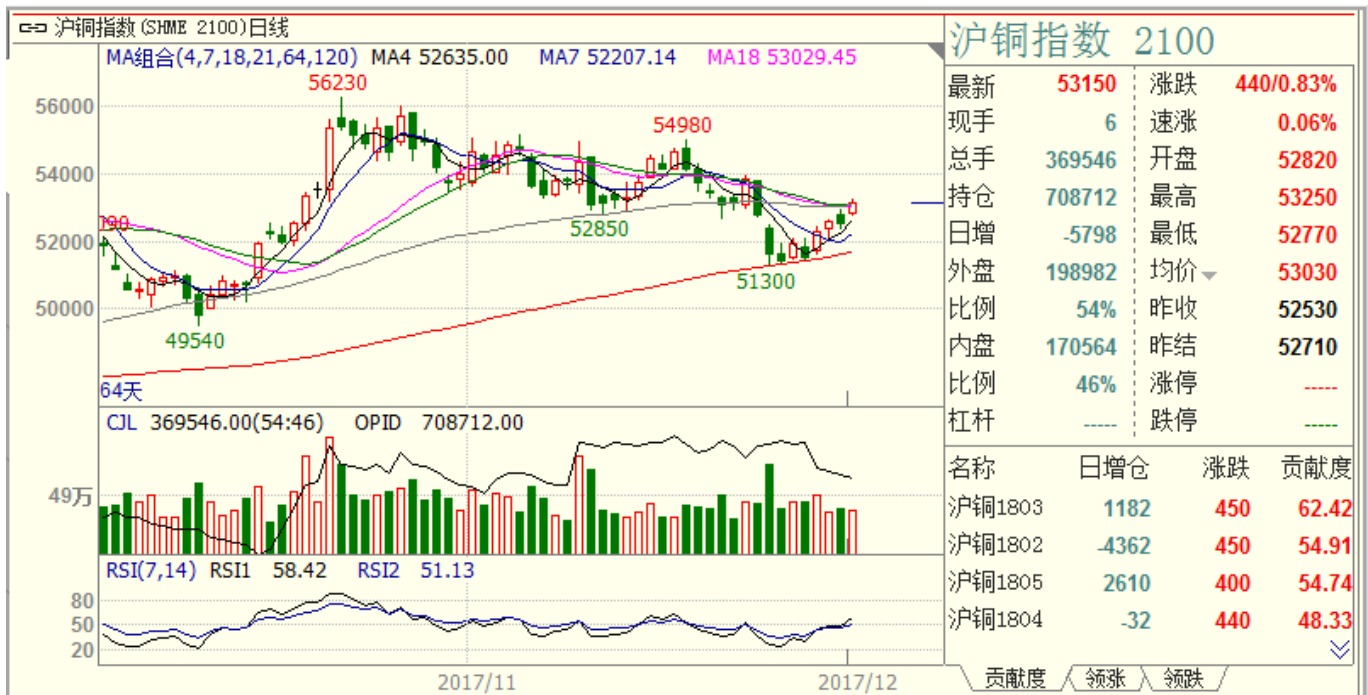 沪铜指数(SHME 2100)日线
MA组合(4,7,18,21,64,120) MA4 52635.00 MA7 52207.14 MA18 53029.45
56230
56000
54980
54000
52850
52000
51300
50000
49540
64天
CJL 369546.00(54:46) OPID 708712.00
49万
RSI(7,14) RSI1 58.42 RSI2 51.13
80
50
20
2017/11 2017/12
沪铜指数 2100
最新 53150 涨跌 440/0.83%
现手 6 速涨 0.06%
总手 369546 开盘 52820
持仓 708712 最高 53250
日增 -5798 最低 52770
外盘 198982 均价 53030
比例 54% 昨收 52530
内盘 170564 昨结 52710
比例 46% 涨停 -----
杠杆 ----- 跌停 -----
名称 日增仓 涨跌 贡献度
沪铜1803 1182 450 62.42
沪铜1802 -4362 450 54.91
沪铜1805 2610 400 54.74
沪铜1804 -32 440 48.33
贡献度 领涨 领跌